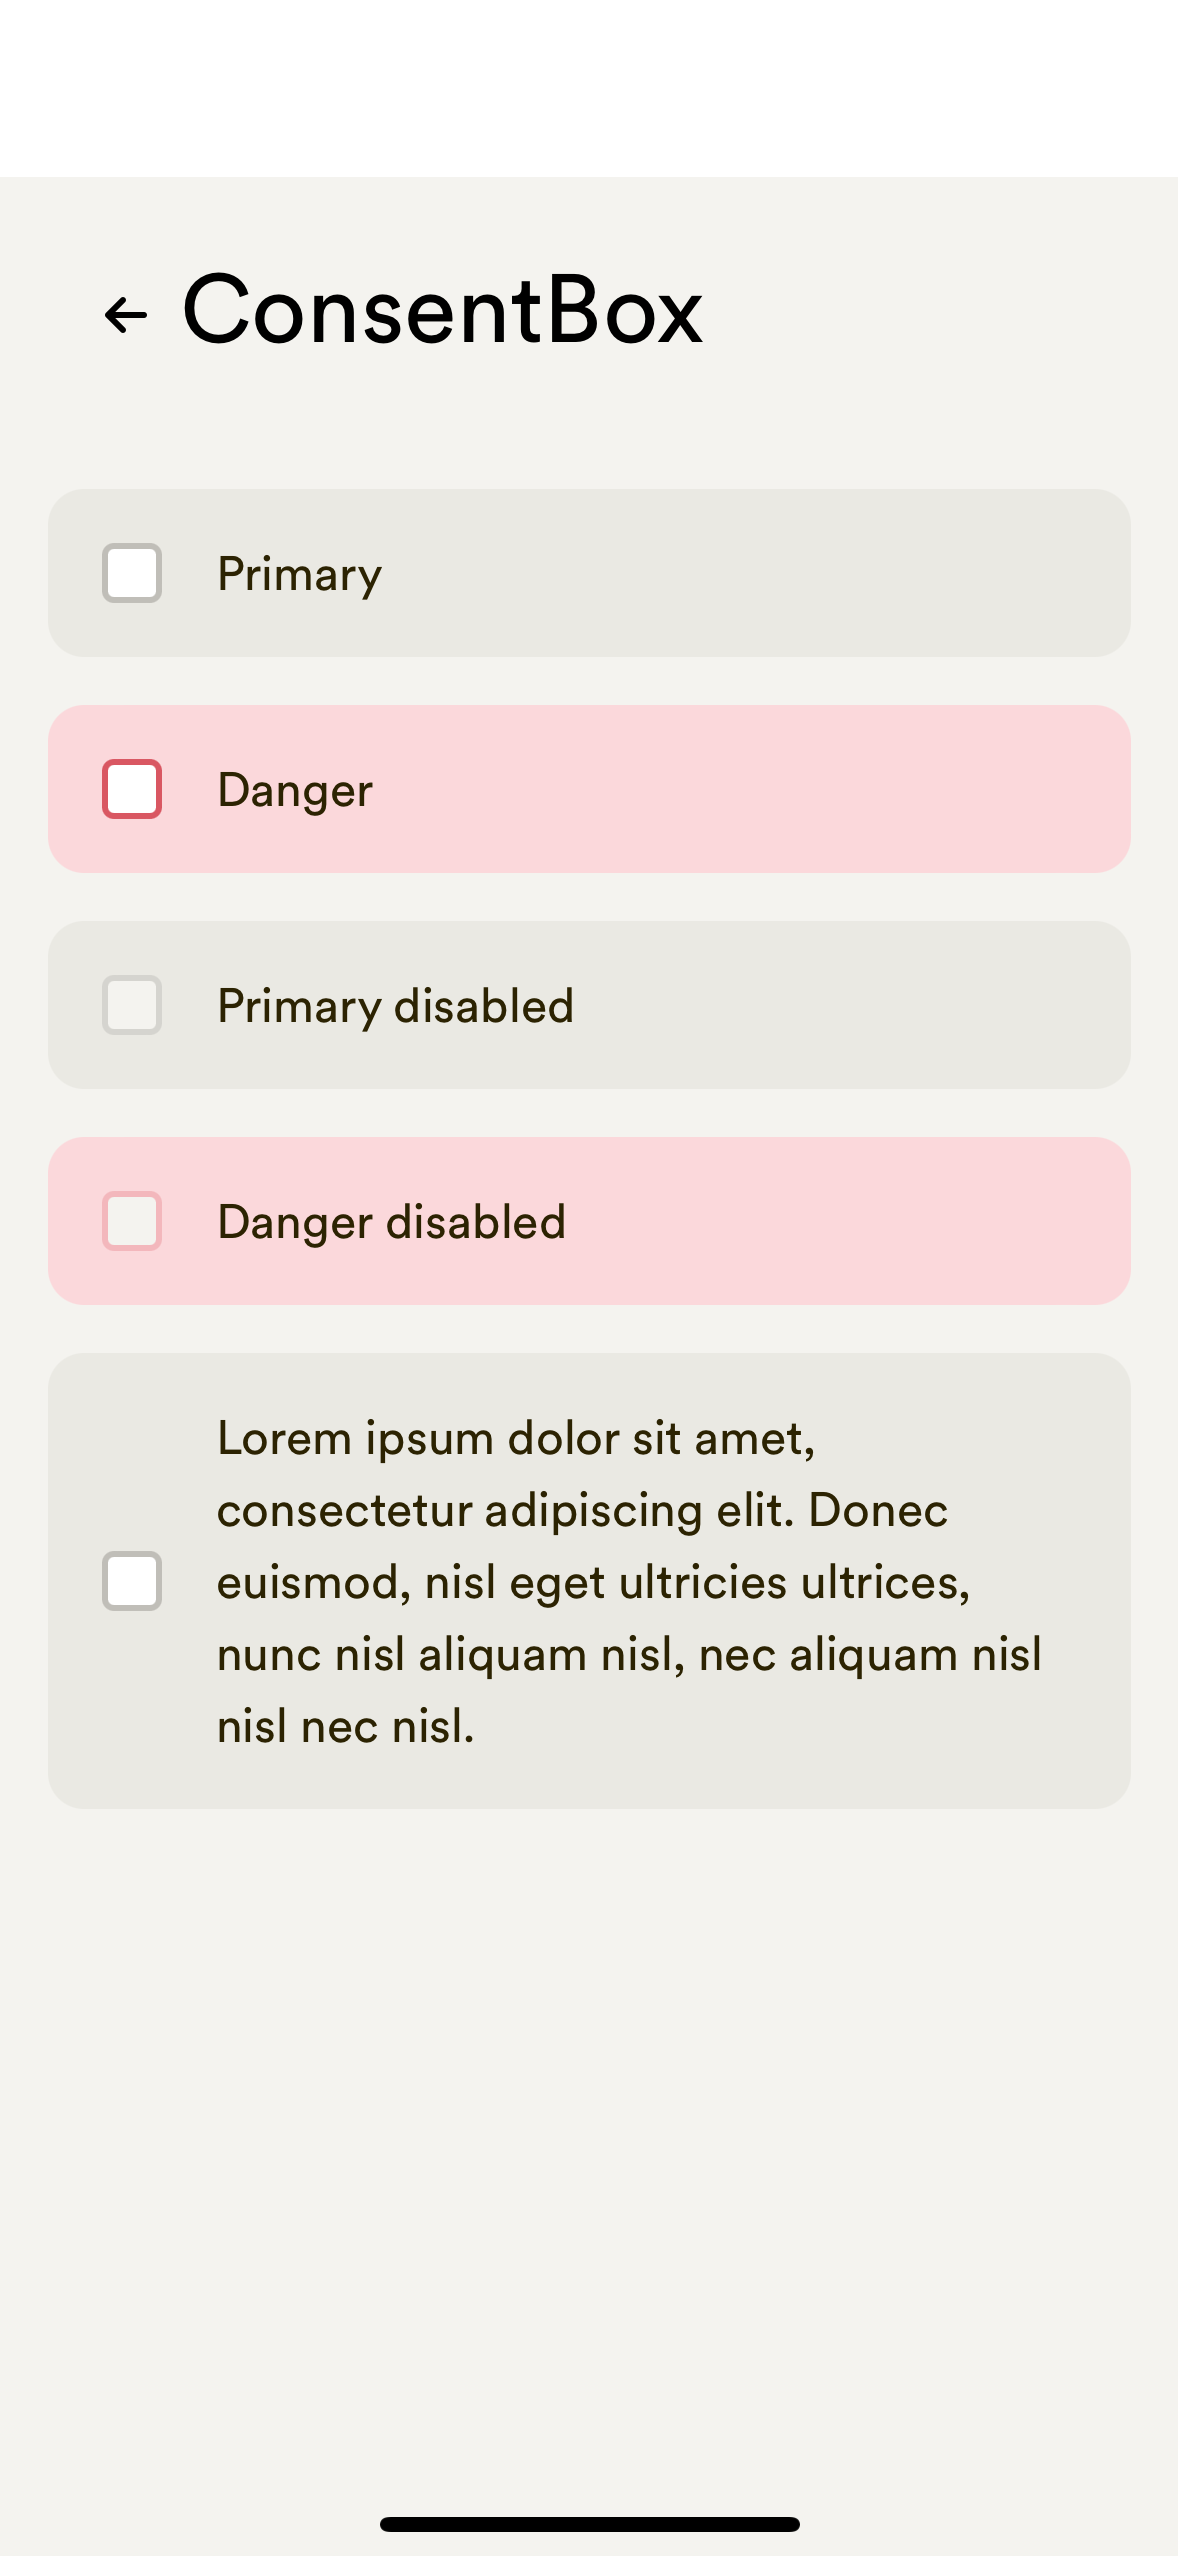 ConsentBox
Primary
Danger
Primary disabled
Danger disabled
Lorem ipsum dolor sit amet,
consectetur adipiscing elit. Donec
euismod, nisl eget ultricies ultrices,
nunc nisl aliquam nisl, nec aliquam nisl
nisl nec nisl.